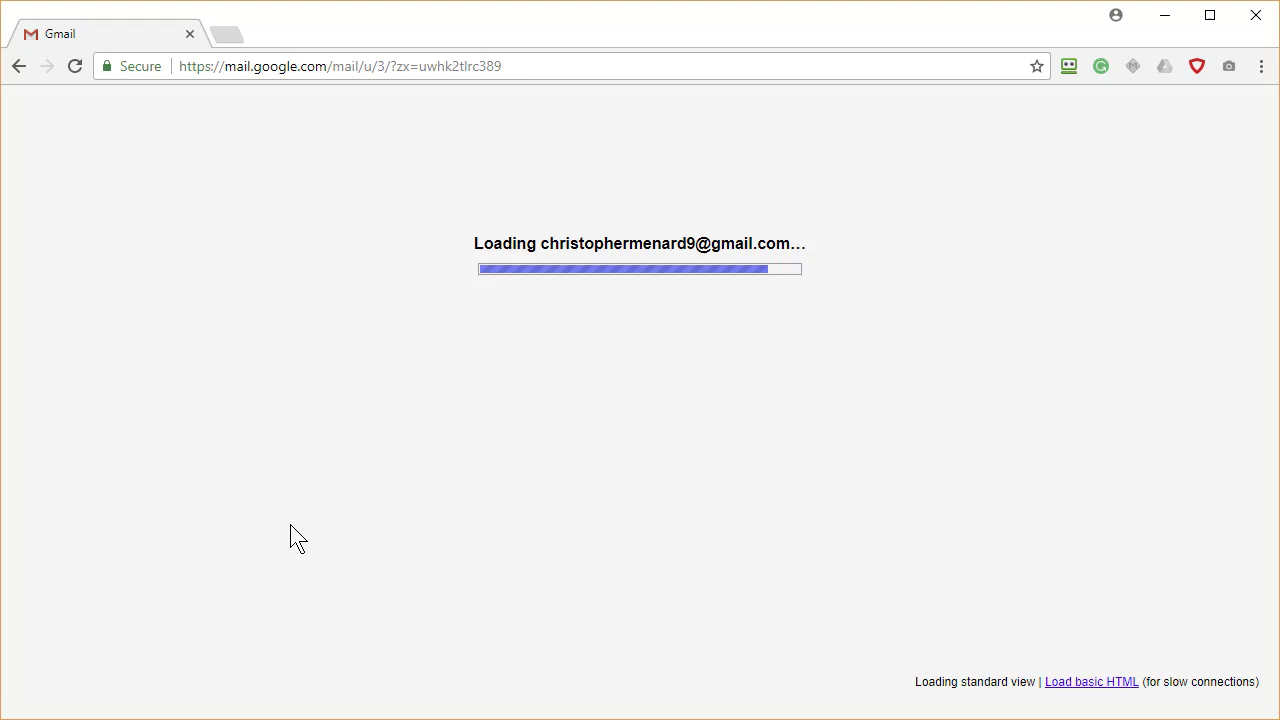 Gmail
Secure
https://mail.google.com/mail/u/3/?zx=uwhk2tlrc389
Loading christophermenard9@gmail.com…
Loading standard view | Load basic HTML (for slow connections)